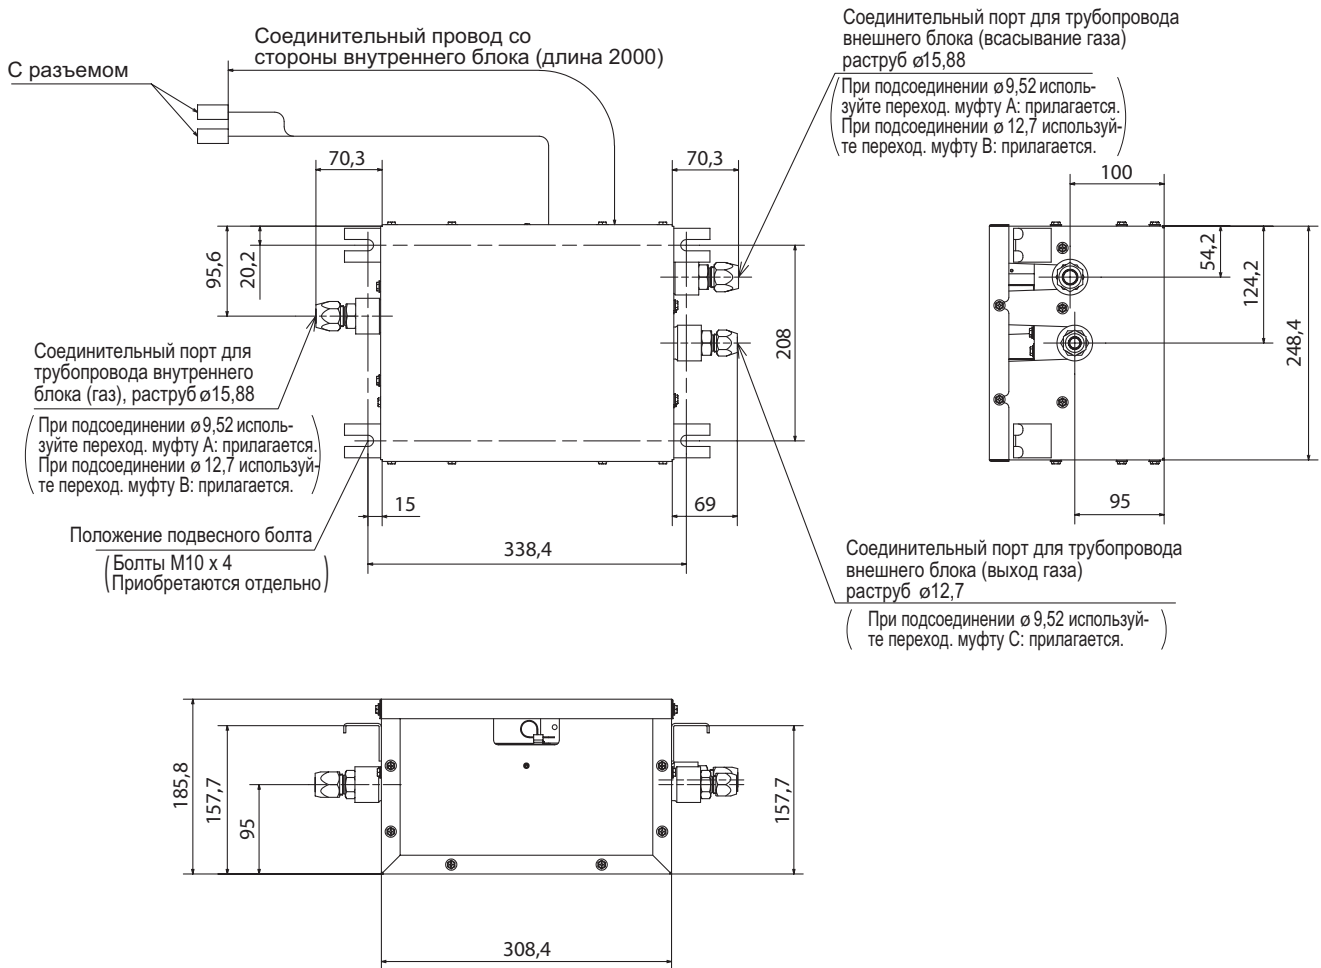 Соединительный провод со
стороны внутреннего блока (длина 2000)
С разъемом
Соединительный порт для трубопровода
внешнего блока (всасывание газа)
раструб ø15,88
(При подсоединении ø 9,52 исполь-
зуйте переход. муфту A: прилагается.
При подсоединении ø 12,7 используй-
те переход. муфту B: прилагается.)
70,3
70,3
100
95,6
20,2
208
54,2
124,2
248,4
Соединительный порт для
трубопровода внутреннего
блока (газ), раструб ø15,88
(При подсоединении ø 9,52 исполь-
зуйте переход. муфту A: прилагается.
При подсоединении ø 12,7 используй-
те переход. муфту B: прилагается.)
15
69
95
Положение подвесного болта
(Болты M10 x 4
Приобретаются отдельно)
338,4
Соединительный порт для трубопровода
внешнего блока (выход газа)
раструб ø12,7
(При подсоединении ø 9,52 используй-
те переход. муфту C: прилагается.)
185,8
157,7
95
157,7
308,4